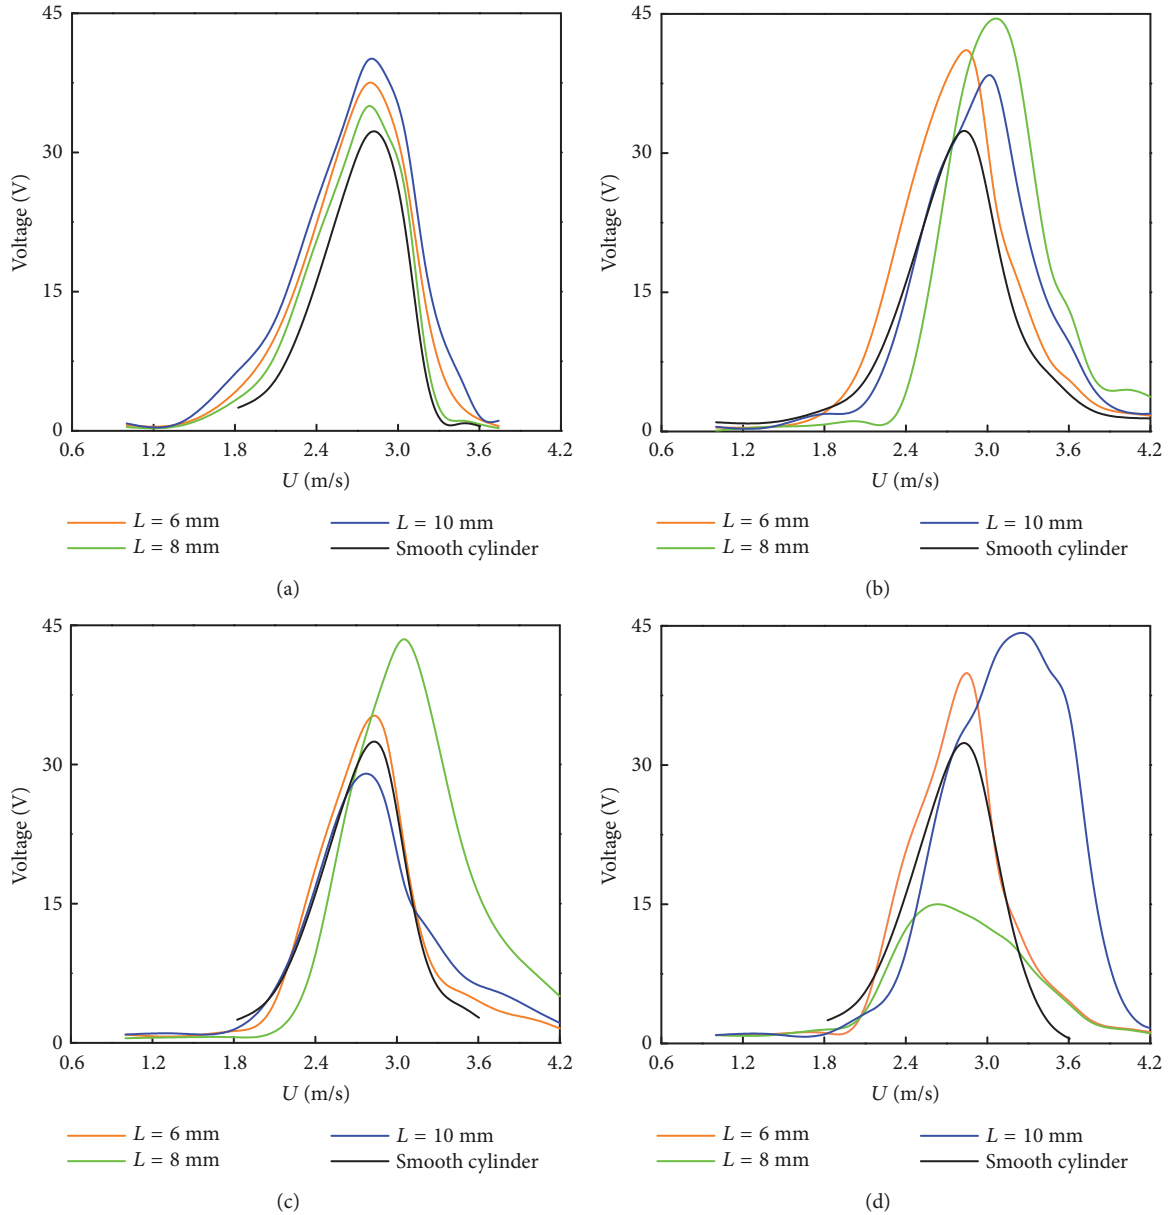 45
30
15
0
Voltage (V)
0.6 1.2 1.8 2.4 3.0 3.6 4.2
U (m/s)
L = 6 mm
L = 8 mm
L = 10 mm
Smooth cylinder
(a)
45
30
15
0
Voltage (V)
0.6 1.2 1.8 2.4 3.0 3.6 4.2
U (m/s)
L = 6 mm
L = 8 mm
L = 10 mm
Smooth cylinder
(b)
45
30
15
0
Voltage (V)
0.6 1.2 1.8 2.4 3.0 3.6 4.2
U (m/s)
L = 6 mm
L = 8 mm
L = 10 mm
Smooth cylinder
(c)
45
30
15
0
Voltage (V)
0.6 1.2 1.8 2.4 3.0 3.6 4.2
U (m/s)
L = 6 mm
L = 8 mm
L = 10 mm
Smooth cylinder
(d)